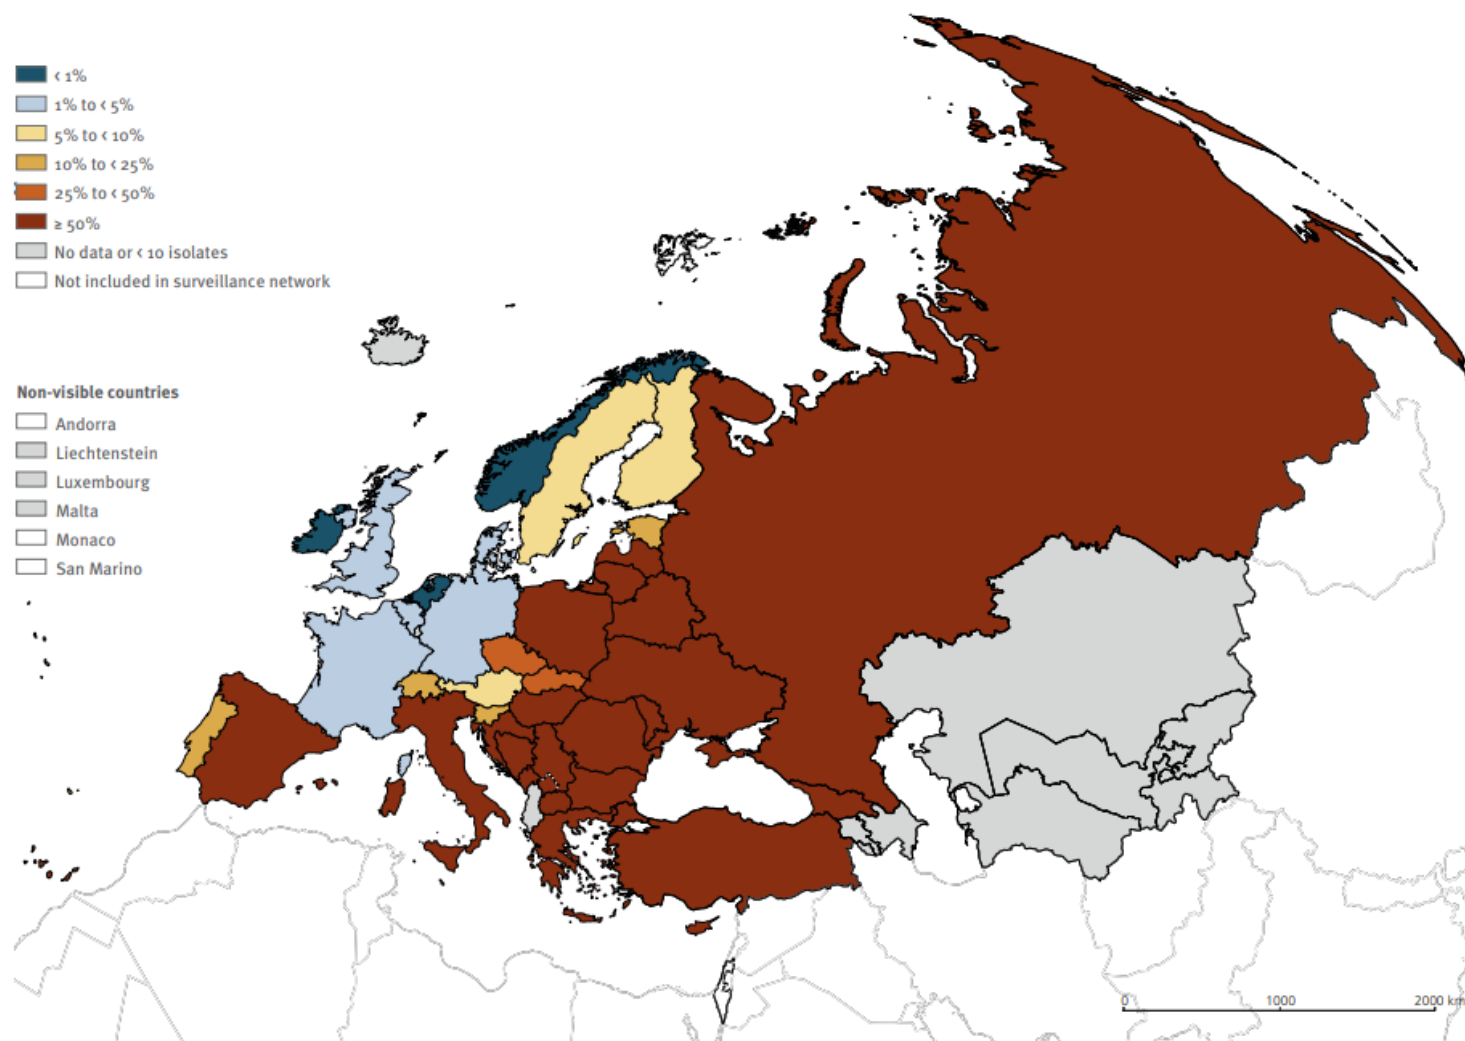 < 1%
1% to < 5%
5% to < 10%
10% to < 25%
25% to < 50%
≥ 50%
No data or < 10 isolates
Not included in surveillance network
Non-visible countries
Andorra
Liechtenstein
Luxembourg
Malta
Monaco
San Marino
0 1000 2000 km